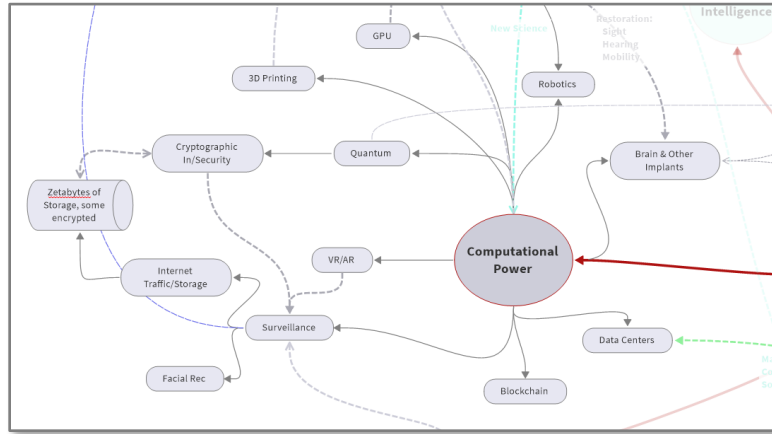 Intelligence
Restoration:
Sight
Hearing
Mobility
New Science
GPU
3D Printing
Robotics
Cryptographic
In/Security
Quantum
Brain & Other
Implants
Zetabytes of
Storage, some
encrypted
Computational
Power
VR/AR
Internet
Traffic/Storage
Surveillance
Data Centers
Facial Rec
Blockchain